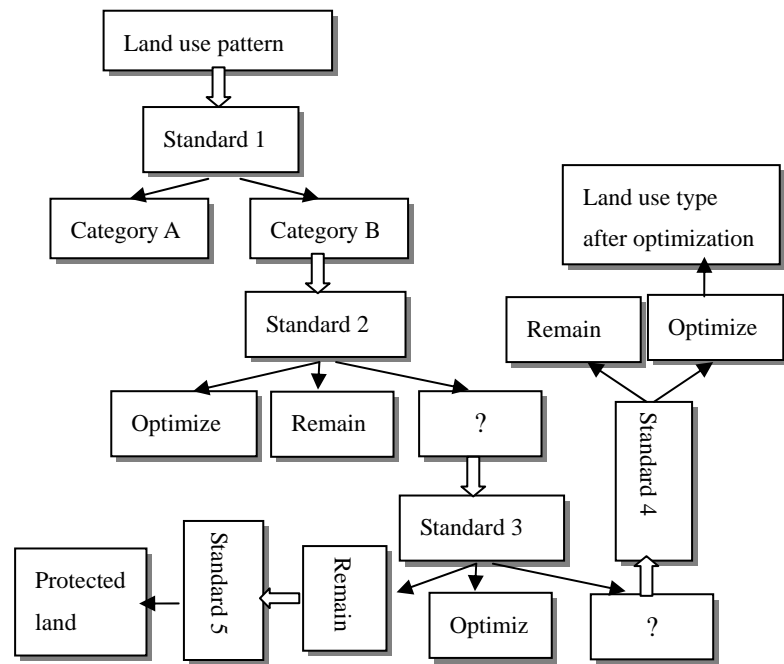 Land use pattern
Standard 1
Category A
Category B
Land use type
after optimization
Standard 2
Remain
Optimize
Optimize
Remain
?
Standard 4
Standard 3
Protected
land
Standard 5
Remain
Optimiz
?